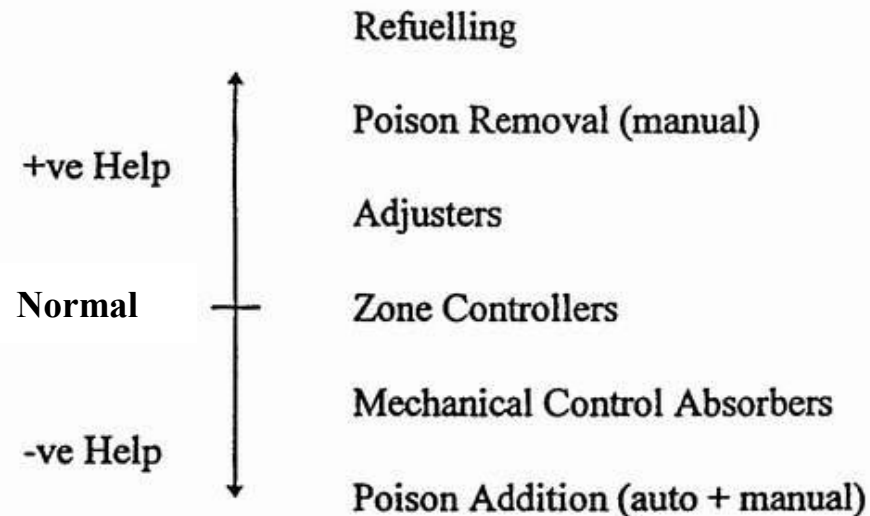 Refuelling
Poison Removal (manual)
+ve Help
Adjusters
Normal
Zone Controllers
Mechanical Control Absorbers
-ve Help
Poison Addition (auto + manual)